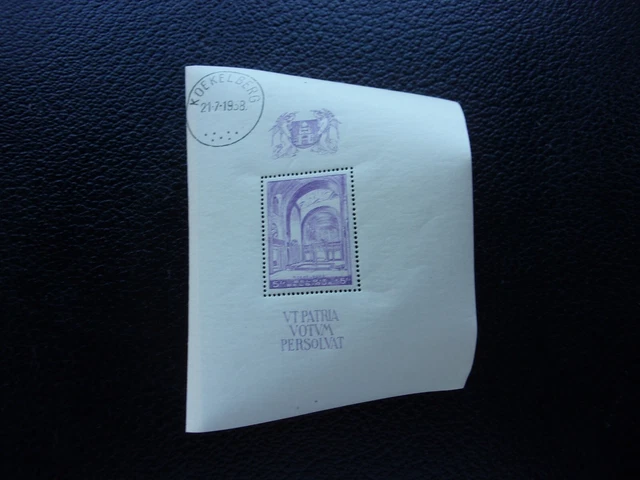 KOEKELBERG
21-7-1938
VT PATRIA
VOTVM
PERSOLVAT